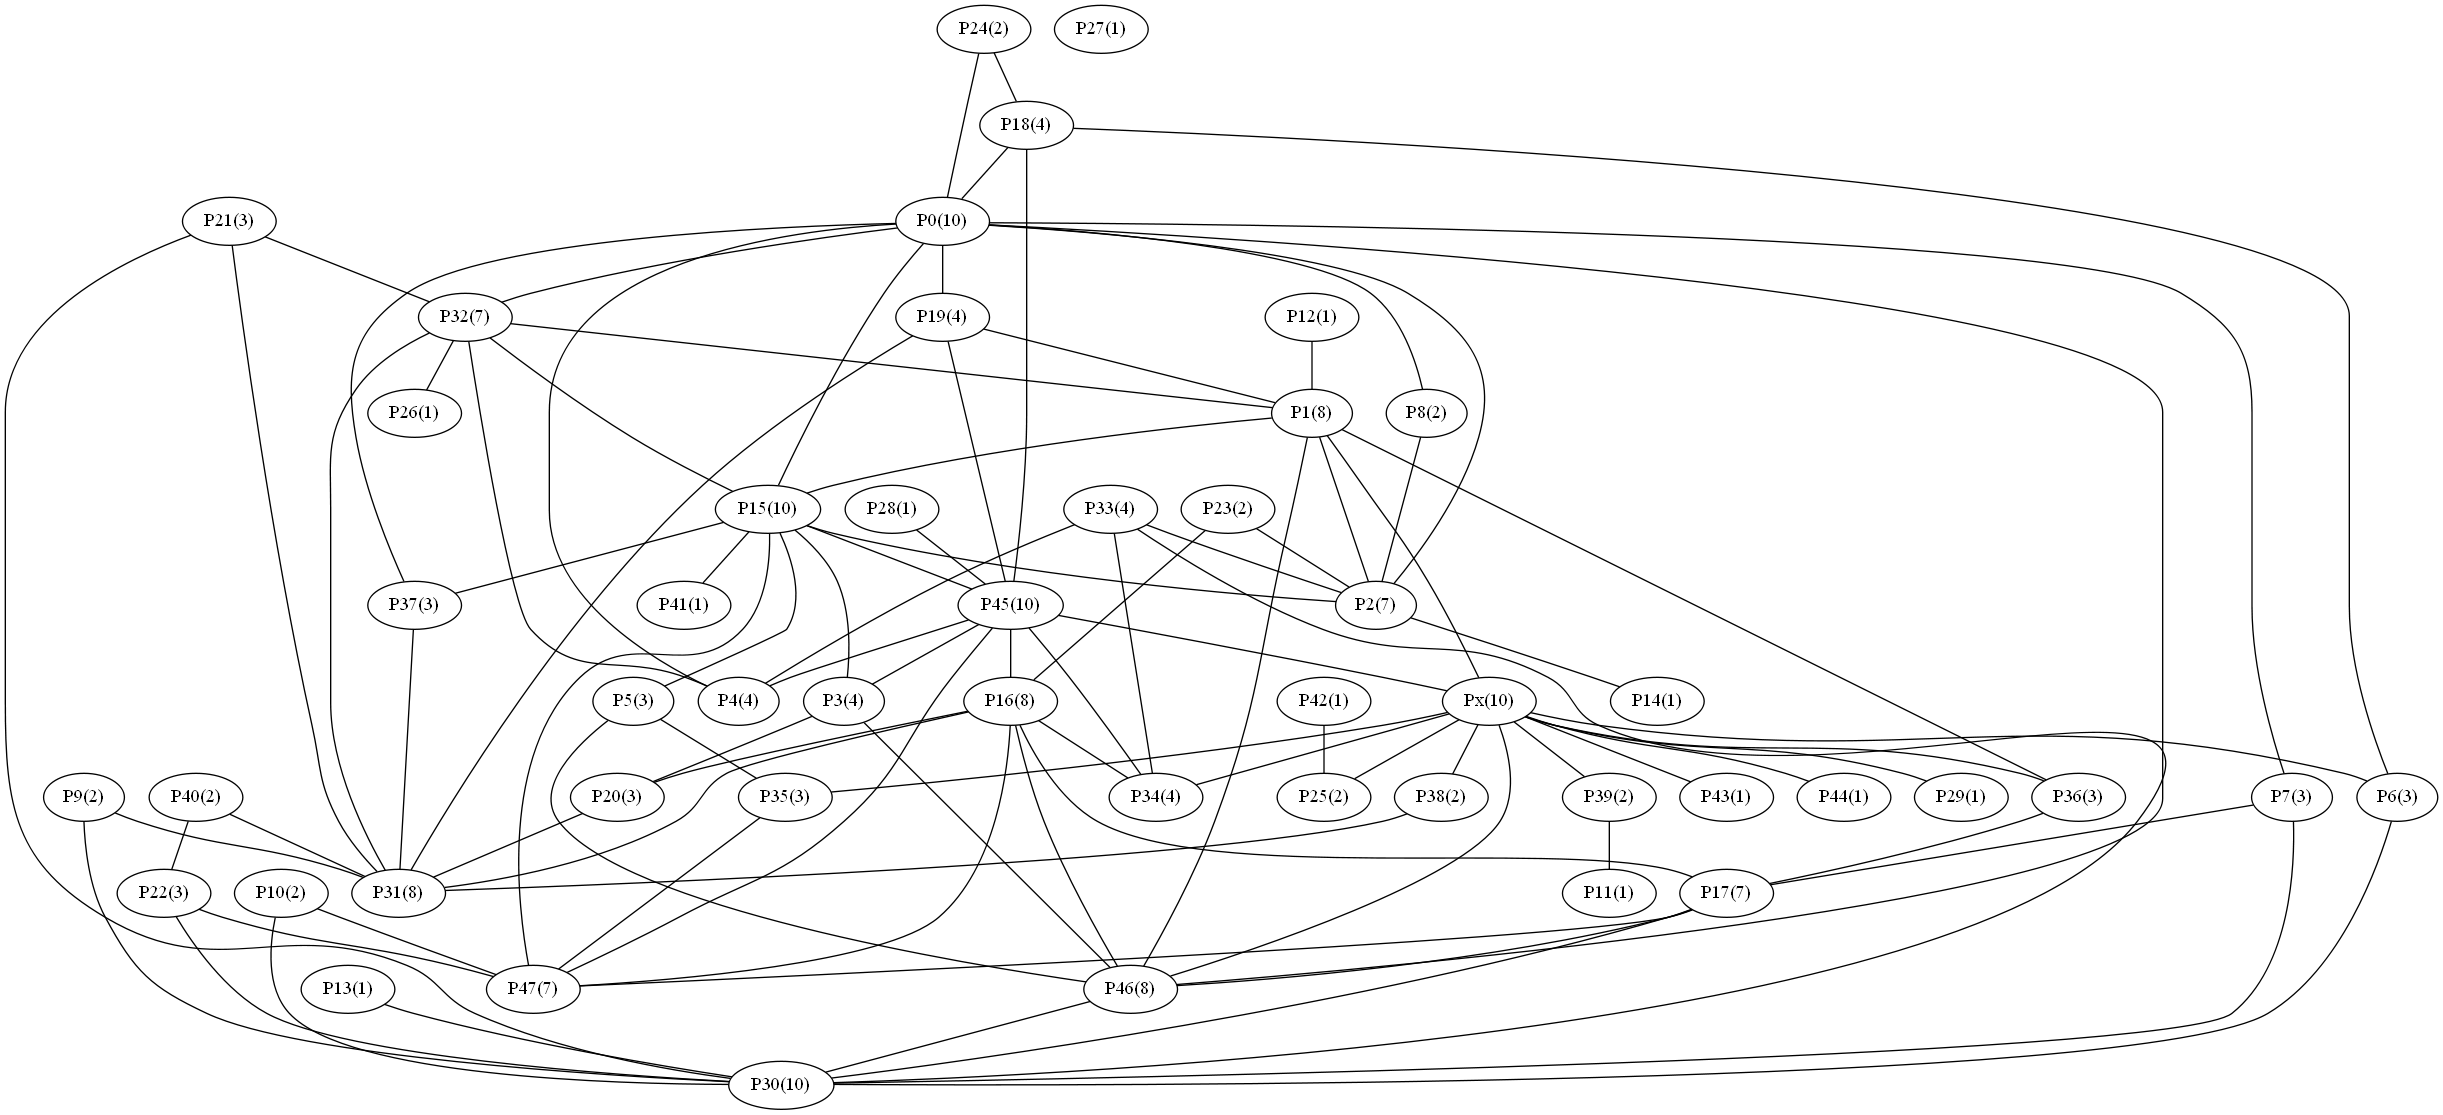 P24(2) P27(1)
P18(4)
P21(3) P0(10)
P32(7) P19(4) P12(1)
P26(1) P1(8) P8(2)
P15(10) P28(1) P33(4) P23(2)
P37(3) P41(1) P45(10) P2(7)
P5(3) P4(4) P3(4) P16(8) P42(1) Px(10) P14(1)
P9(2) P40(2) P20(3) P35(3) P34(4) P25(2) P38(2) P39(2) P43(1) P44(1) P29(1) P36(3) P7(3) P6(3)
P22(3) P10(2) P31(8) P11(1) P17(7)
P13(1) P47(7) P46(8)
P30(10)